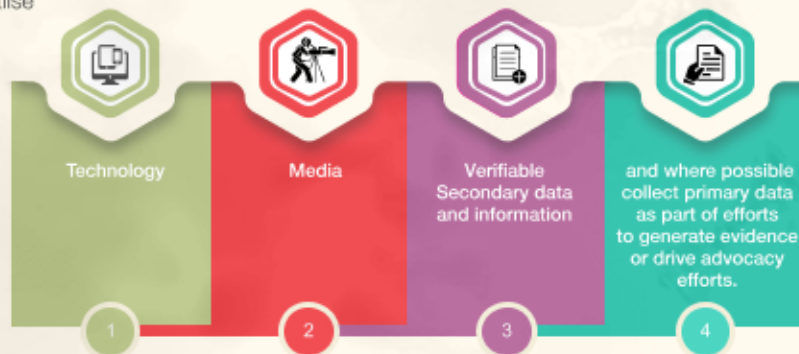 Technology
Media
Verifiable
Secondary data
and information
and where possible
collect primary data
as part of efforts
to generate evidence
or drive advocacy
efforts.
1
2
3
4